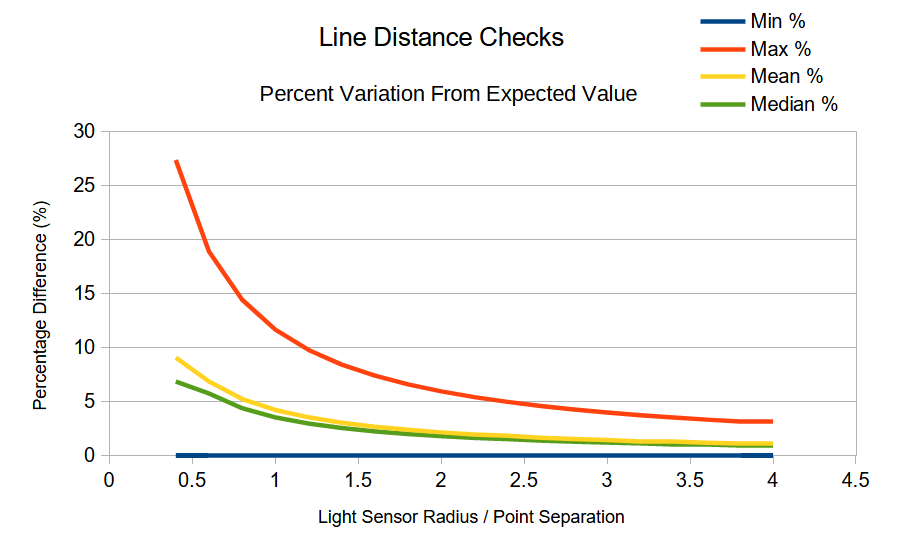 Line Distance Checks
Percent Variation From Expected Value
Min %
Max %
Mean %
Median %
Percentage Difference (%)
30
25
20
15
10
5
0
0 0.5 1 1.5 2 2.5 3 3.5 4 4.5
Light Sensor Radius / Point Separation